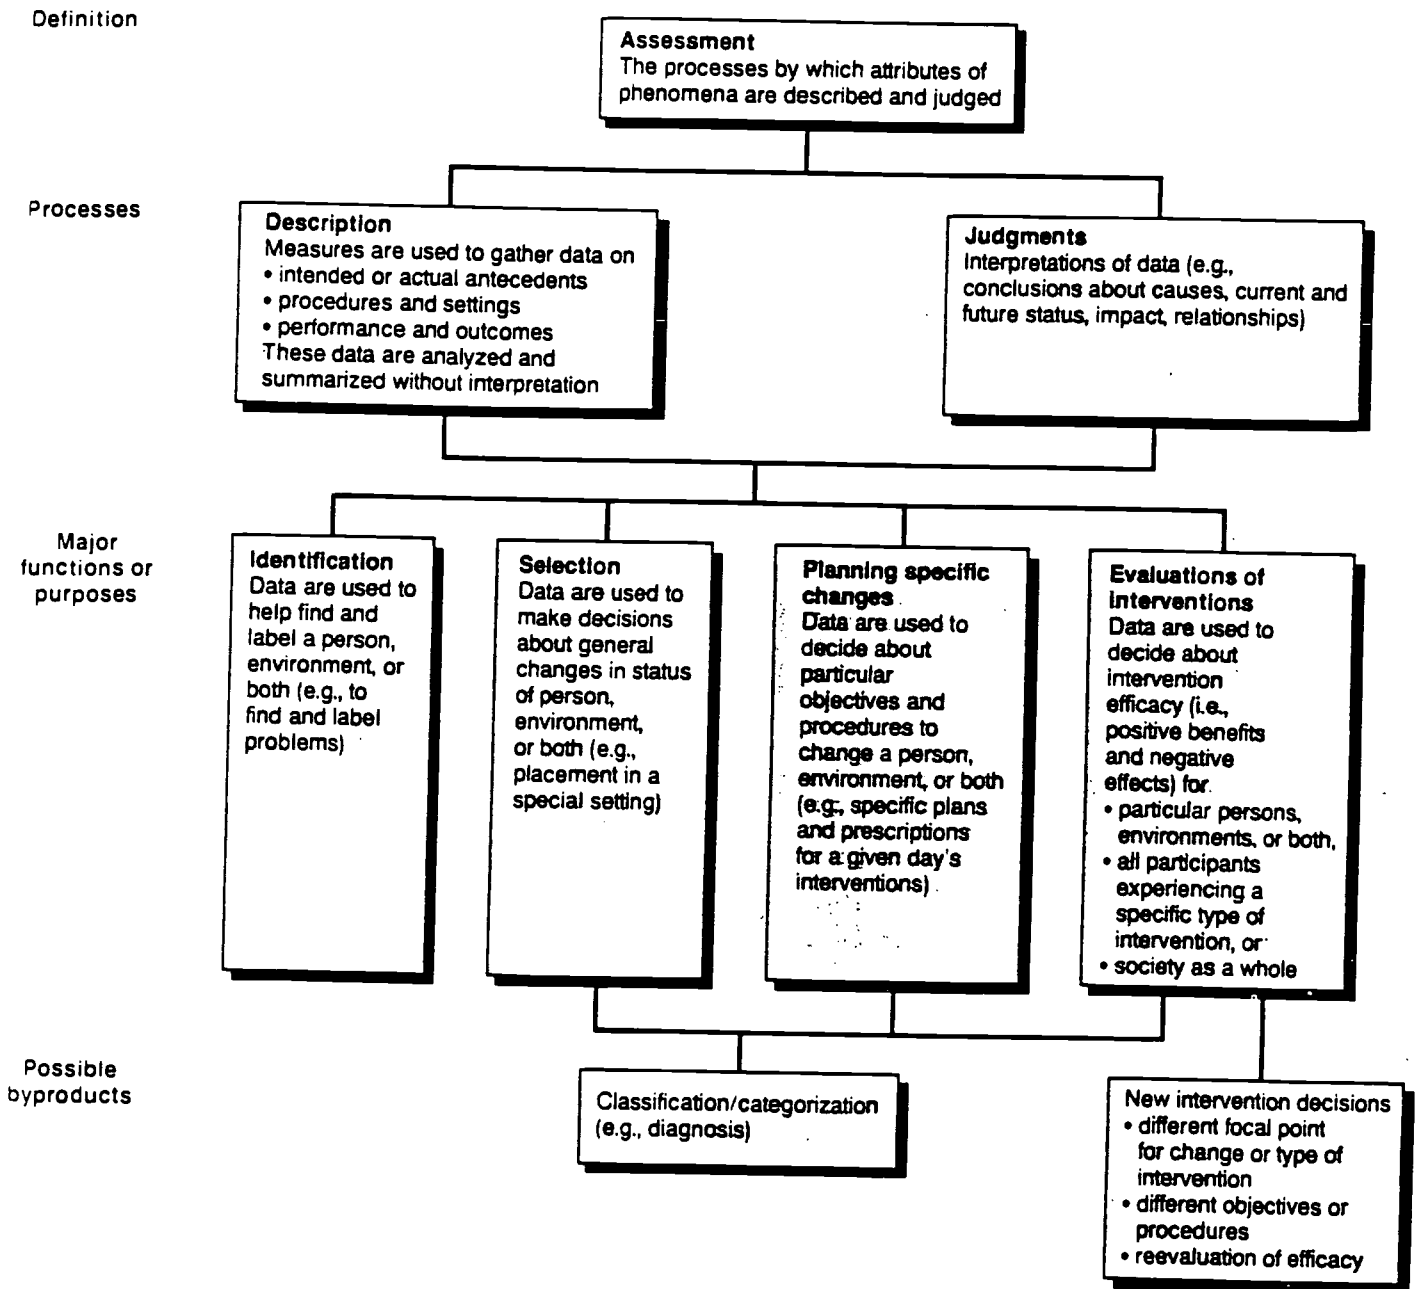 Definition
Assessment
The processes by which attributes of
phenomena are described and judged
Processes
Description
Measures are used to gather data on
• intended or actual antecedents
• procedures and settings
• performance and outcomes
These data are analyzed and
summarized without interpretation
Judgments
Interpretations of data (e.g.,
conclusions about causes, current and
future status, impact, relationships)
Major
functions or
purposes
Identification
Data are used to
help find and
label a person,
environment, or
both (e.g., to
find and label
problems)
Selection
Data are used to
make decisions
about general
changes in status
of person,
environment,
or both (e.g.,
placement in a
special setting)
Planning specific
changes
Data are used to
decide about
particular
objectives and
procedures to
change a person,
environment, or both
(e.g., specific plans
and prescriptions
for a given day's
interventions)
Evaluations of
interventions
Data are used to
decide about
intervention
efficacy (i.e.,
positive benefits
and negative
effects) for
• particular persons,
environments, or both,
• all participants
experiencing a
specific type of
intervention, or
• society as a whole
Possible
byproducts
Classification/categorization
(e.g., diagnosis)
New intervention decisions
• different focal point
for change or type of
intervention
• different objectives or
procedures
• reevaluation of efficacy